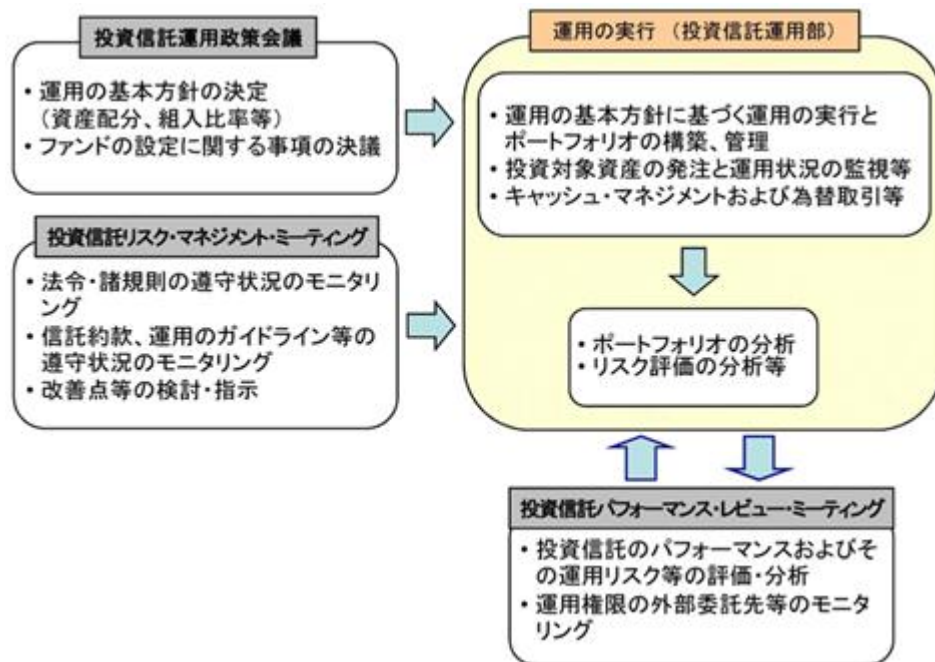 投資信託運用政策会議
・運用の基本方針の決定
（資産配分、組入比率等）
・ファンドの設定に関する事項の決議
投資信託リスク・マネジメント・ミーティング
・法令・諸規則の遵守状況のモニタリ
ング
・信託約款、運用のガイドライン等の
遵守状況のモニタリング
・改善点等の検討・指示
運用の実行 （投資信託運用部）
・運用の基本方針に基づく運用の実行と
ポートフォリオの構築、管理
・投資対象資産の発注と運用状況の監視等
・キャッシュ・マネジメントおよび為替取引等
・ポートフォリオの分析
・リスク評価の分析等
投資信託パフォーマンス・レビュー・ミーティング
・投資信託のパフォーマンスおよびそ
の運用リスク等の評価・分析
・運用権限の外部委託先等のモニタ
リング